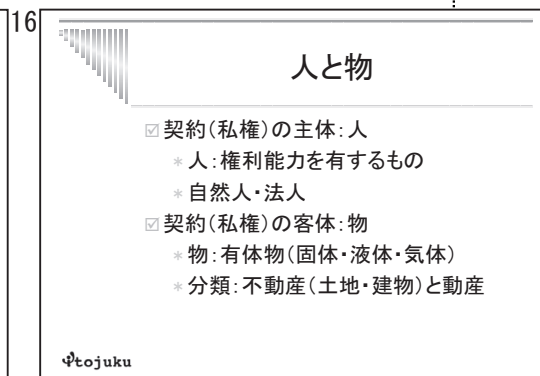 16
人と物
契約(私権)の主体:人
*人:権利能力を有するもの
*自然人・法人
契約(私権)の客体:物
*物:有体物(固体・液体・気体)
*分類:不動産(土地・建物)と動産
itojuku